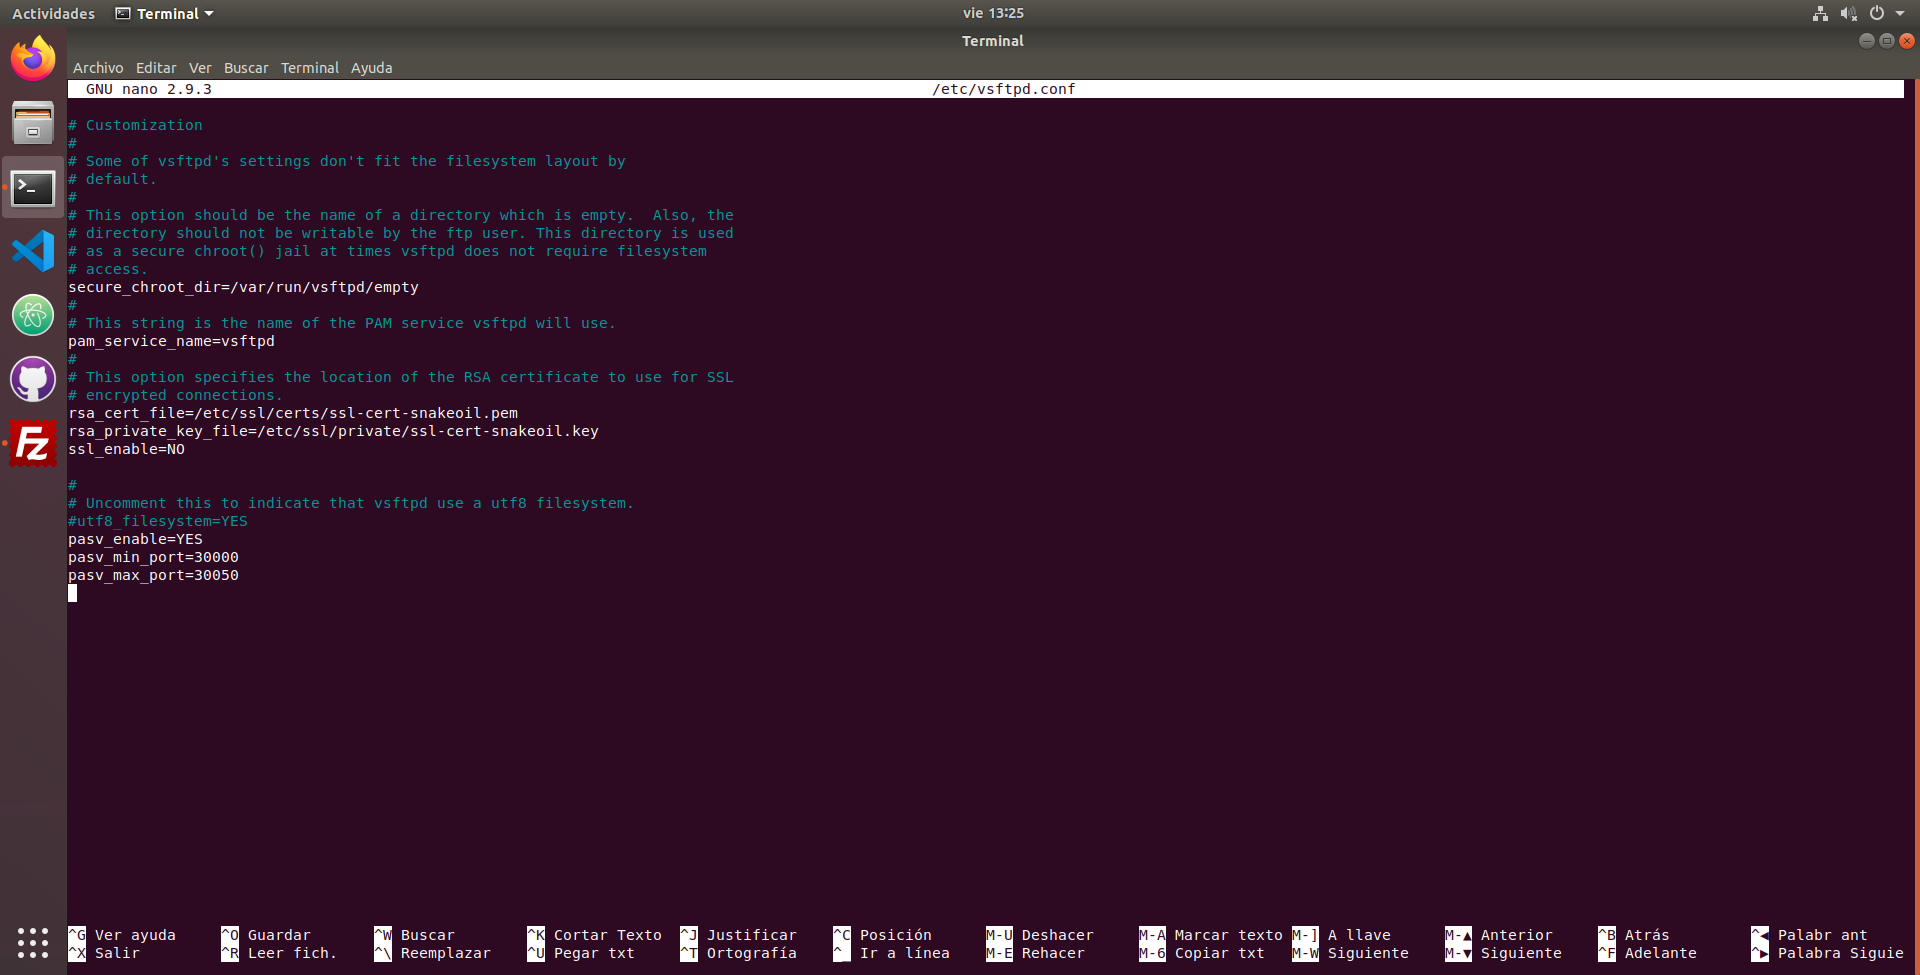 Actividades Terminal vie 13:25
Terminal
Archivo Editar Ver Buscar Terminal Ayuda
GNU nano 2.9.3 /etc/vsftpd.conf
# Customization
#
# Some of vsftpd's settings don't fit the filesystem layout by
# default.
#
# This option should be the name of a directory which is empty.  Also, the
# directory should not be writable by the ftp user. This directory is used
# as a secure chroot() jail at times vsftpd does not require filesystem
# access.
secure_chroot_dir=/var/run/vsftpd/empty
#
# This string is the name of the PAM service vsftpd will use.
pam_service_name=vsftpd
#
# This option specifies the location of the RSA certificate to use for SSL
# encrypted connections.
rsa_cert_file=/etc/ssl/certs/ssl-cert-snakeoil.pem
rsa_private_key_file=/etc/ssl/private/ssl-cert-snakeoil.key
ssl_enable=NO
#
# Uncomment this to indicate that vsftpd use a utf8 filesystem.
#utf8_filesystem=YES
pasv_enable=YES
pasv_min_port=30000
pasv_max_port=30050
Fz
^G Ver ayuda ^O Guardar ^W Buscar ^K Cortar Texto ^J Justificar ^C Posición M-U Deshacer M-A Marcar texto M-] A llave M-▲ Anterior ^B Atrás ^◀ Palabr ant
^X Salir ^R Leer fich. ^\ Reemplazar ^U Pegar txt ^T Ortografía ^_ Ir a línea M-E Rehacer M-6 Copiar txt M-W Siguiente M-▼ Siguiente ^F Adelante ^▶ Palabra Siguie